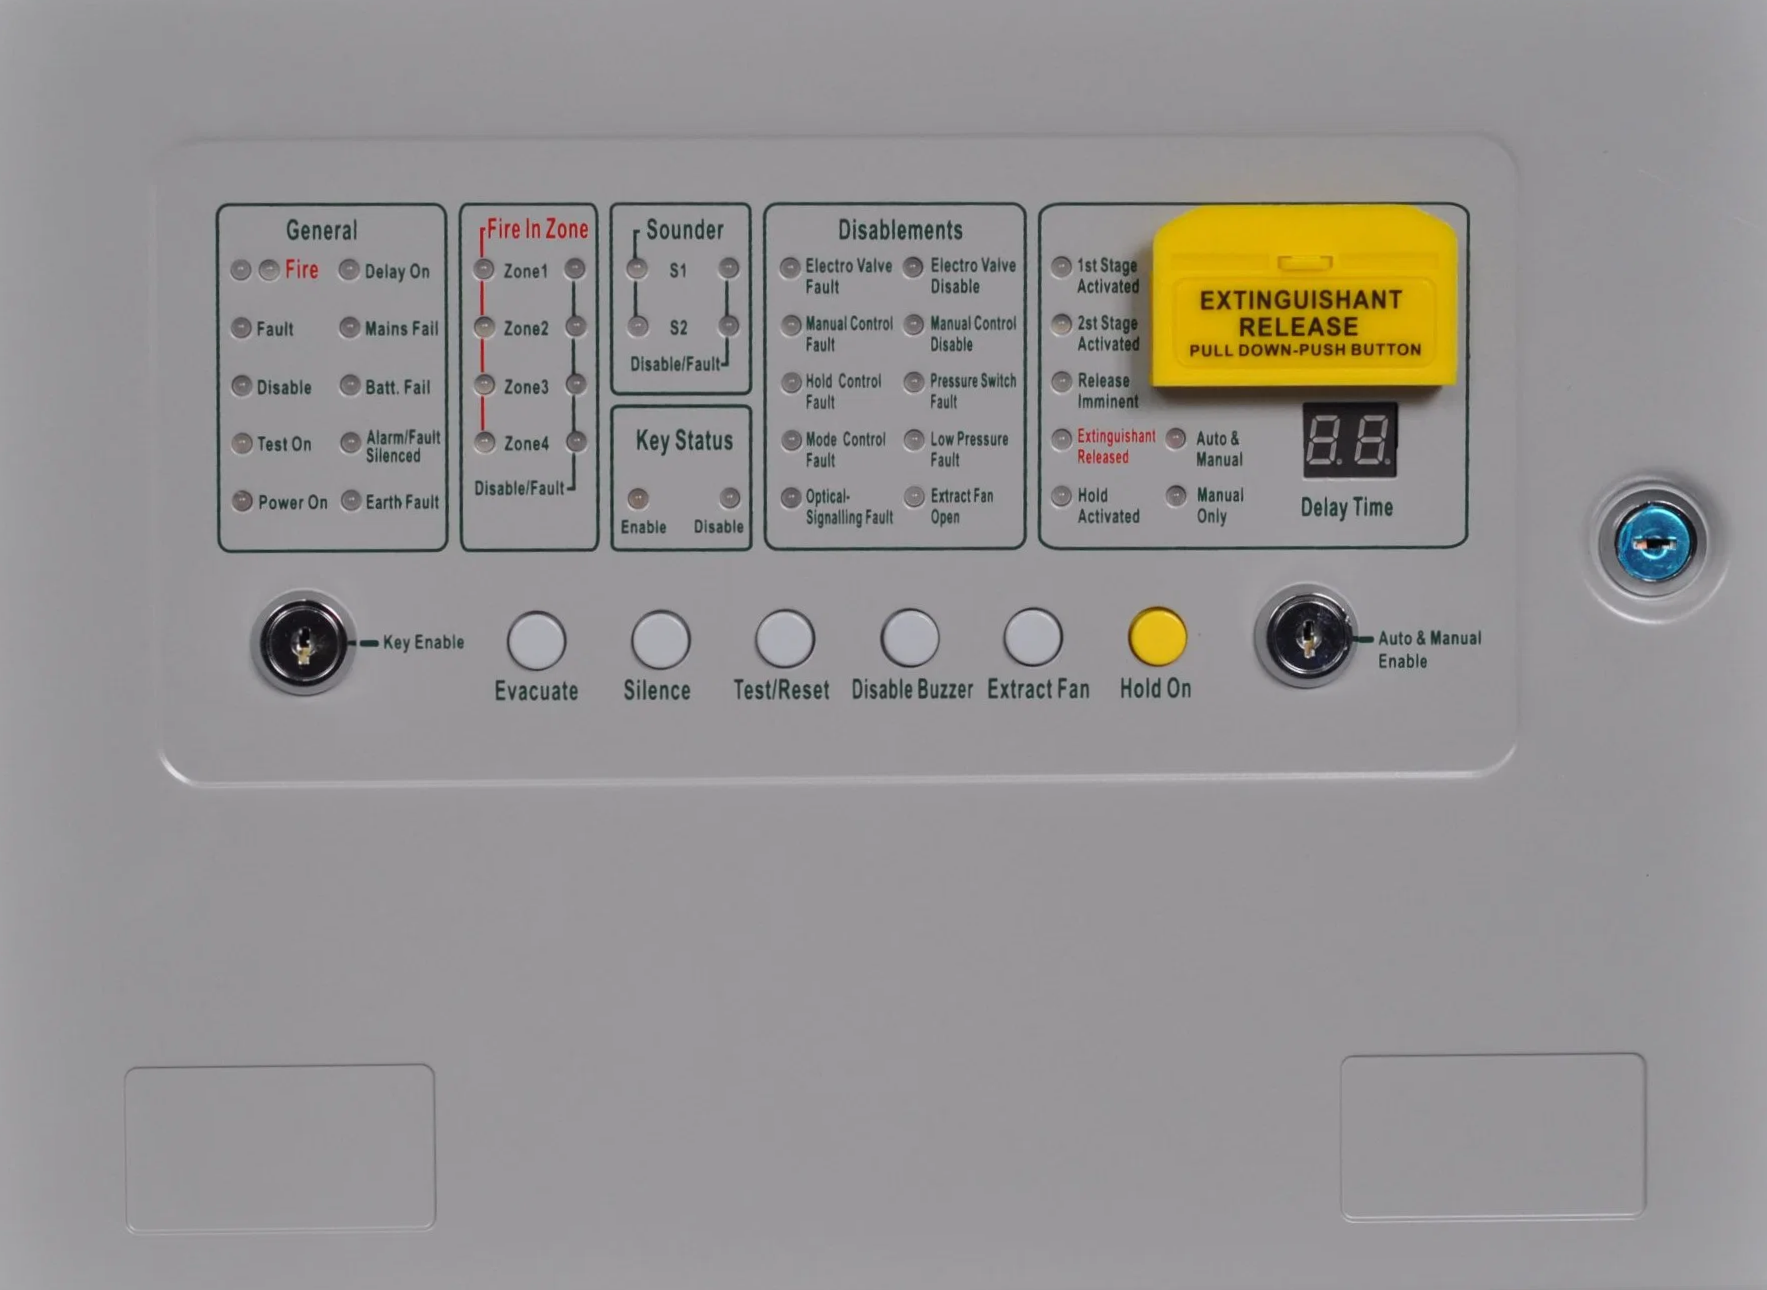 General
Fire
Delay On
Fault
Mains Fail
Disable
Batt. Fail
Test On
Alarm/Fault
Silenced
Power On
Earth Fault
Fire In Zone
Zone1
Zone2
Zone3
Zone4
Disable/Fault
Sounder
S1
S2
Disable/Fault
Key Status
Enable
Disable
Disablements
Electro Valve
Fault
Electro Valve
Disable
Manual Control
Fault
Manual Control
Disable
Hold Control
Fault
Pressure Switch
Fault
Mode Control
Fault
Low Pressure
Fault
Optical-
Signalling Fault
Extract Fan
Open
1st Stage
Activated
2st Stage
Activated
Release
Imminent
Extinguishant
Released
Hold
Activated
Auto &
Manual
Manual
Only
EXTINGUISHANT
RELEASE
PULL DOWN-PUSH BUTTON
8.8.
Delay Time
Key Enable
Evacuate
Silence
Test/Reset
Disable Buzzer
Extract Fan
Hold On
Auto & Manual
Enable